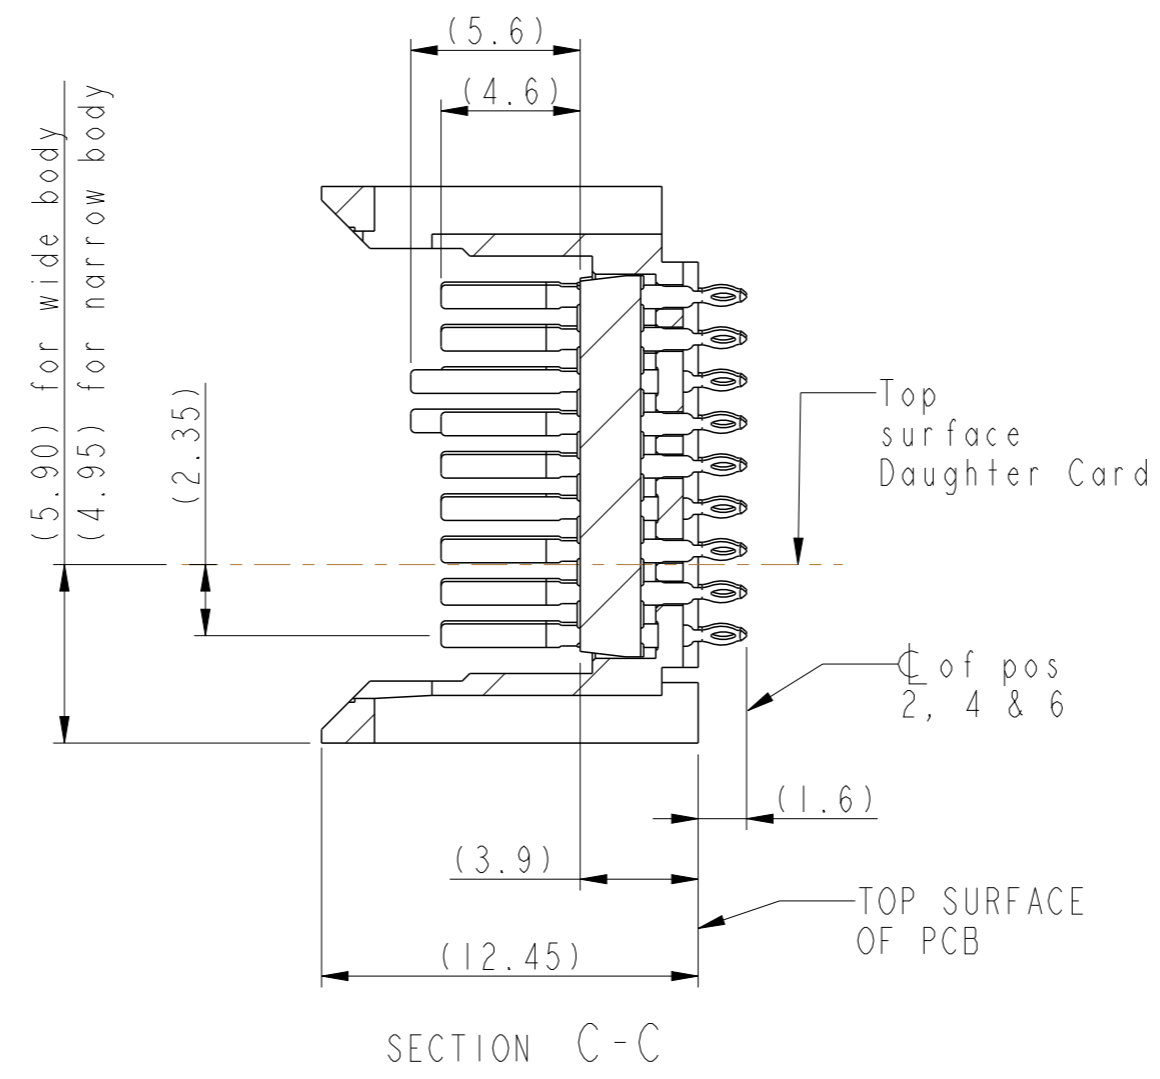 (5.6)
(4.6)
(5.90) for wide body
(4.95) for narrow body
(2.35)
Top
surface
Daughter Card
℄ of pos
2, 4 & 6
(1.6)
(3.9)
TOP SURFACE
OF PCB
(12.45)
SECTION C-C